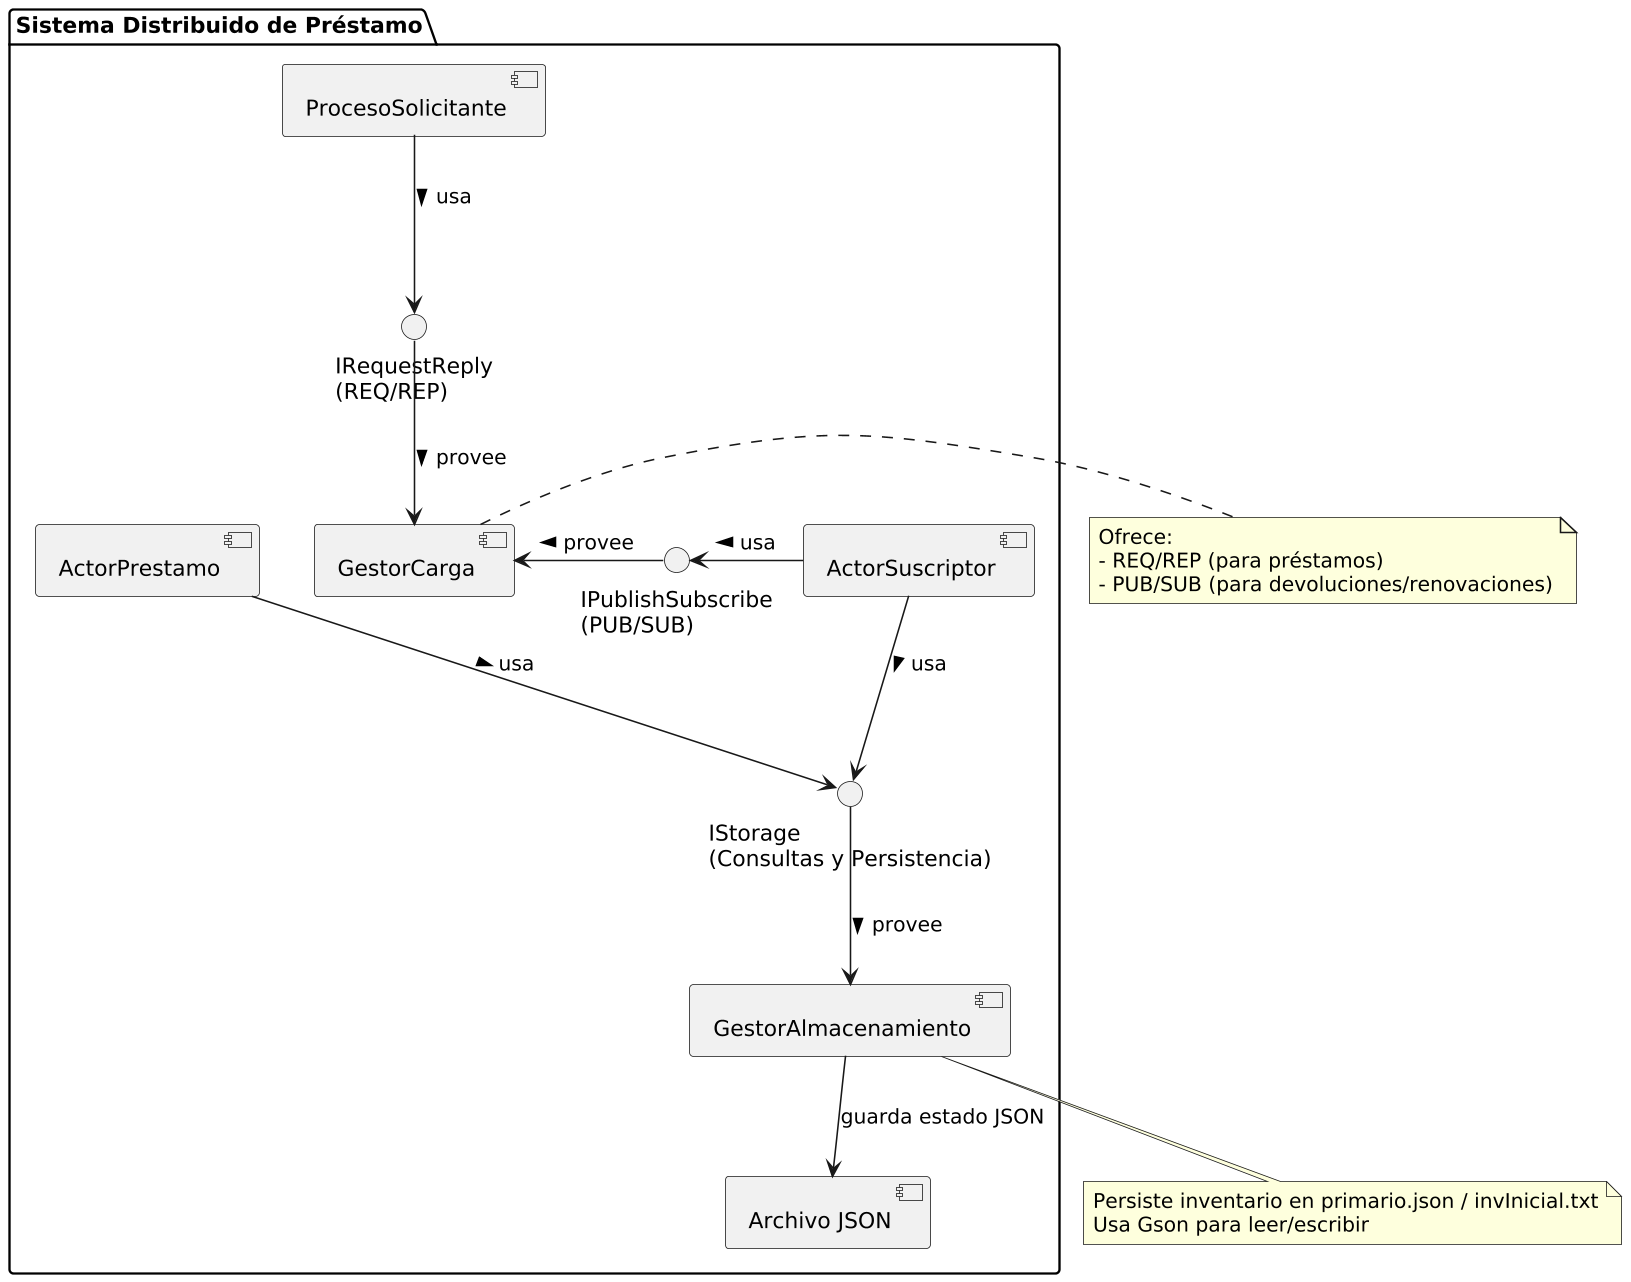 Sistema Distribuido de Préstamo
ProcesoSolicitante
usa
IRequestReply
(REQ/REP)
provee
ActorPrestamo
GestorCarga
provee
usa
ActorSuscriptor
IPublishSubscribe
(PUB/SUB)
Ofrece:
- REQ/REP (para préstamos)
- PUB/SUB (para devoluciones/renovaciones)
usa
usa
IStorage
(Consultas y Persistencia)
provee
GestorAlmacenamiento
guarda estado JSON
Archivo JSON
Persiste inventario en primario.json / invInicial.txt
Usa Gson para leer/escribir